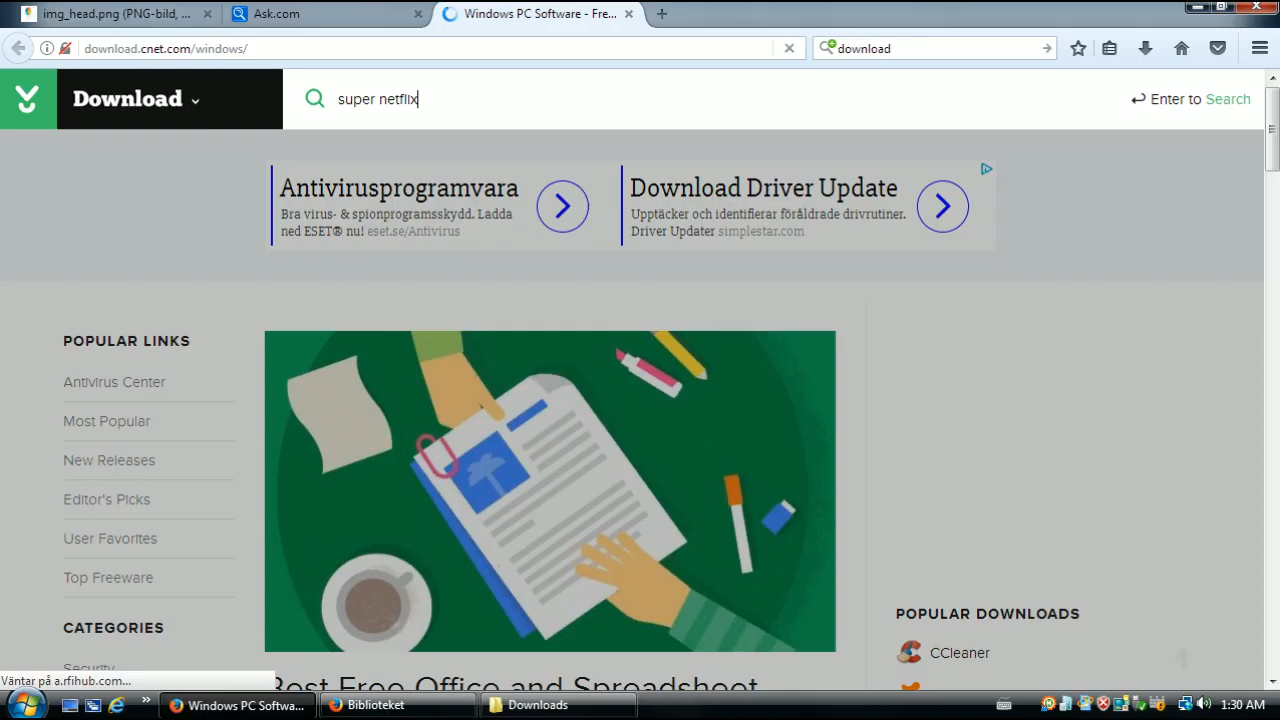 img_head.png (PNG-bild, ...
Ask.com
Windows PC Software - Fre...
download.cnet.com/windows/
download
Download
super netflix
Enter to Search
Antivirusprogramvara
Bra virus- & spionprogramsskydd. Ladda
ned ESET® nu! eset.se/Antivirus
Download Driver Update
Upptäcker och identifierar föråldrade drivrutiner.
Driver Updater simplestar.com
POPULAR LINKS
Antivirus Center
Most Popular
New Releases
Editor's Picks
User Favorites
Top Freeware
CATEGORIES
Security
POPULAR DOWNLOADS
CCleaner
1
Best Free Office and Spreadsheet
Väntar på a.rfihub.com...
Windows PC Softwa...
Biblioteket
Downloads
1:30 AM